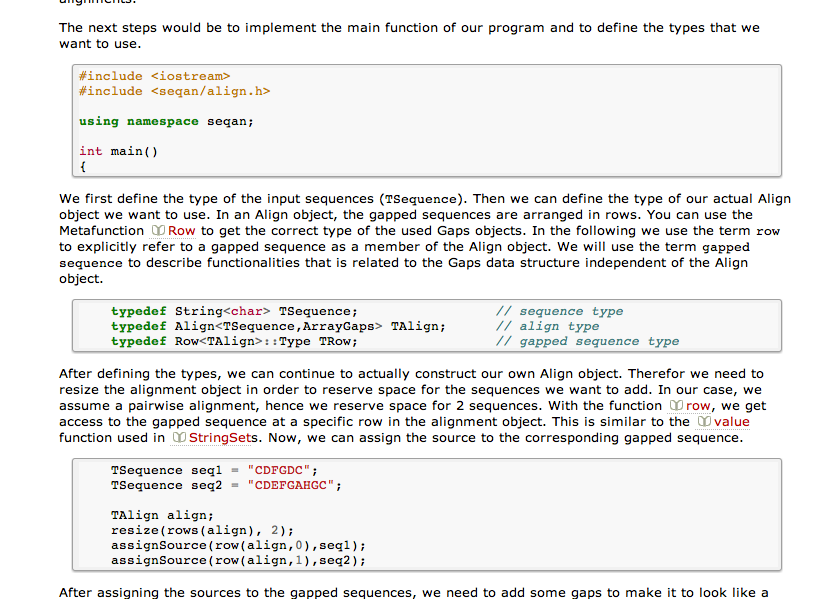 alignments.
The next steps would be to implement the main function of our program and to define the types that we
want to use.
#include <iostream>
#include <seqan/align.h>
using namespace seqan;
int main()
{
We first define the type of the input sequences (TSequence). Then we can define the type of our actual Align
object we want to use. In an Align object, the gapped sequences are arranged in rows. You can use the
Metafunction Row to get the correct type of the used Gaps objects. In the following we use the term row
to explicitly refer to a gapped sequence as a member of the Align object. We will use the term gapped
sequence to describe functionalities that is related to the Gaps data structure independent of the Align
object.
typedef String<char> TSequence; // sequence type
typedef Align<TSequence,ArrayGaps> TAlign; // align type
typedef Row<TAlign>::Type TRow; // gapped sequence type
After defining the types, we can continue to actually construct our own Align object. Therefor we need to
resize the alignment object in order to reserve space for the sequences we want to add. In our case, we
assume a pairwise alignment, hence we reserve space for 2 sequences. With the function row, we get
access to the gapped sequence at a specific row in the alignment object. This is similar to the value
function used in StringSets. Now, we can assign the source to the corresponding gapped sequence.
TSequence seq1 = "CDFGDC";
TSequence seq2 = "CDEFGAHGC";
TAlign align;
resize(rows(align), 2);
assignSource(row(align,0),seq1);
assignSource(row(align,1),seq2);
After assigning the sources to the gapped sequences, we need to add some gaps to make it to look like a